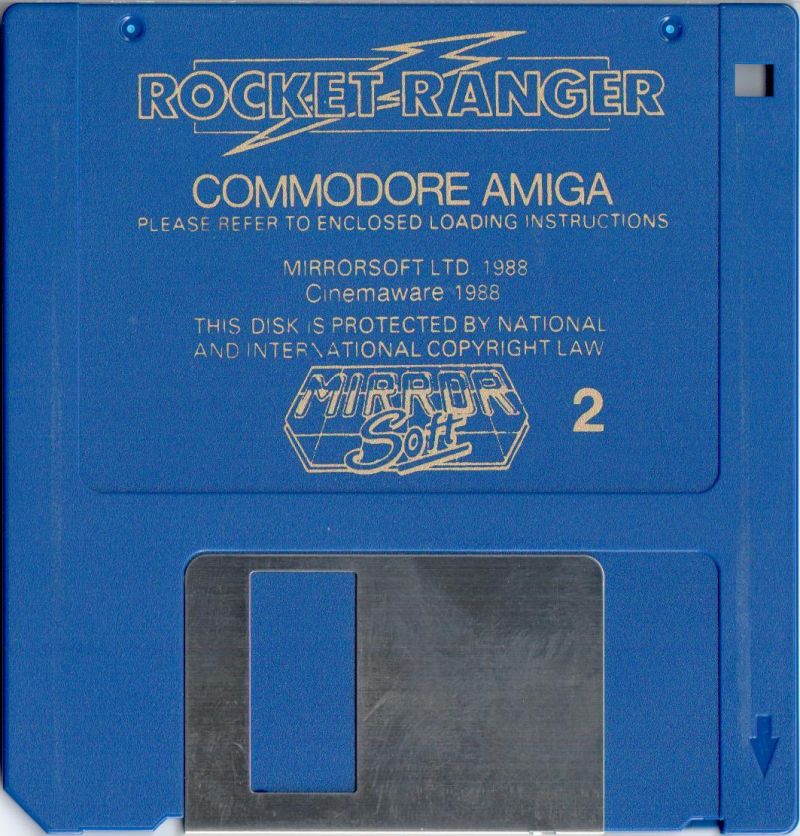 ROCKET RANGER
COMMODORE AMIGA
PLEASE REFER TO ENCLOSED LOADING INSTRUCTIONS
MIRRORSOFT LTD 1988
Cinemaware 1988
THIS DISK IS PROTECTED BY NATIONAL
AND INTERNATIONAL COPYRIGHT LAW
MIRROR
Soft
2